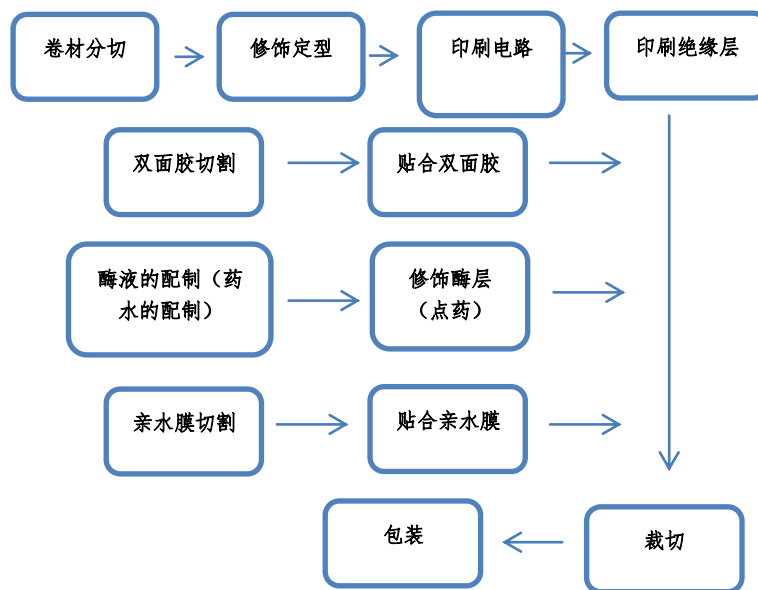 卷材分切
修饰定型
印刷电路
印刷绝缘层
双面胶切割
贴合双面胶
酶液的配制（药
水的配制）
修饰酶层
（点药）
亲水膜切割
贴合亲水膜
包装
裁切